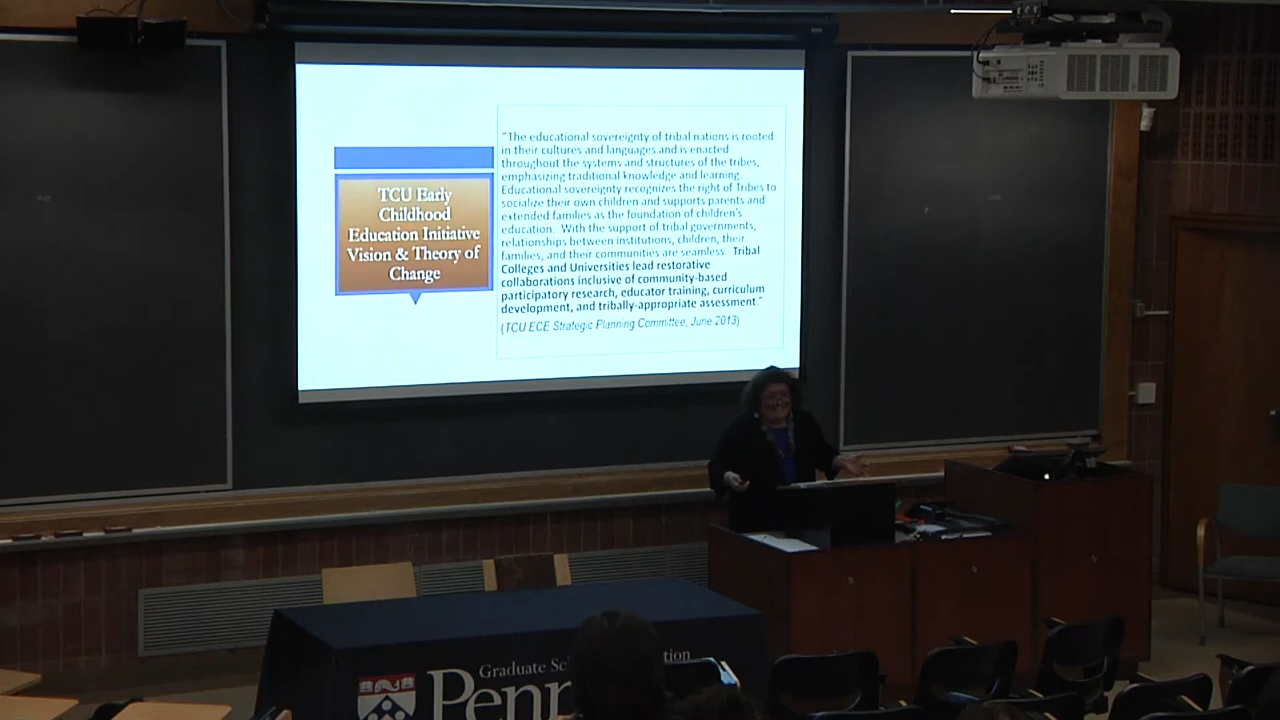 TCU Early
Childhood
Education Initiative
Vision & Theory of
Change
"The educational sovereignty of tribal nations is rooted
in their cultures and languages and is enacted
throughout the systems and structures of the tribes,
emphasizing traditional knowledge and learning
Educational sovereignty recognizes the right of Tribes to
socialize their own children and supports parents and
extended families as the foundation of children's
education. With the support of tribal governments,
relationships between institutions, children, their
families, and their communities are seamless. Tribal
Colleges and Universities lead restorative
collaborations inclusive of community-based
participatory research, educator training, curriculum
development, and tribally-appropriate assessment."
(TCU ECE Strategic Planning Committee, June 2013)
Graduate
Penn